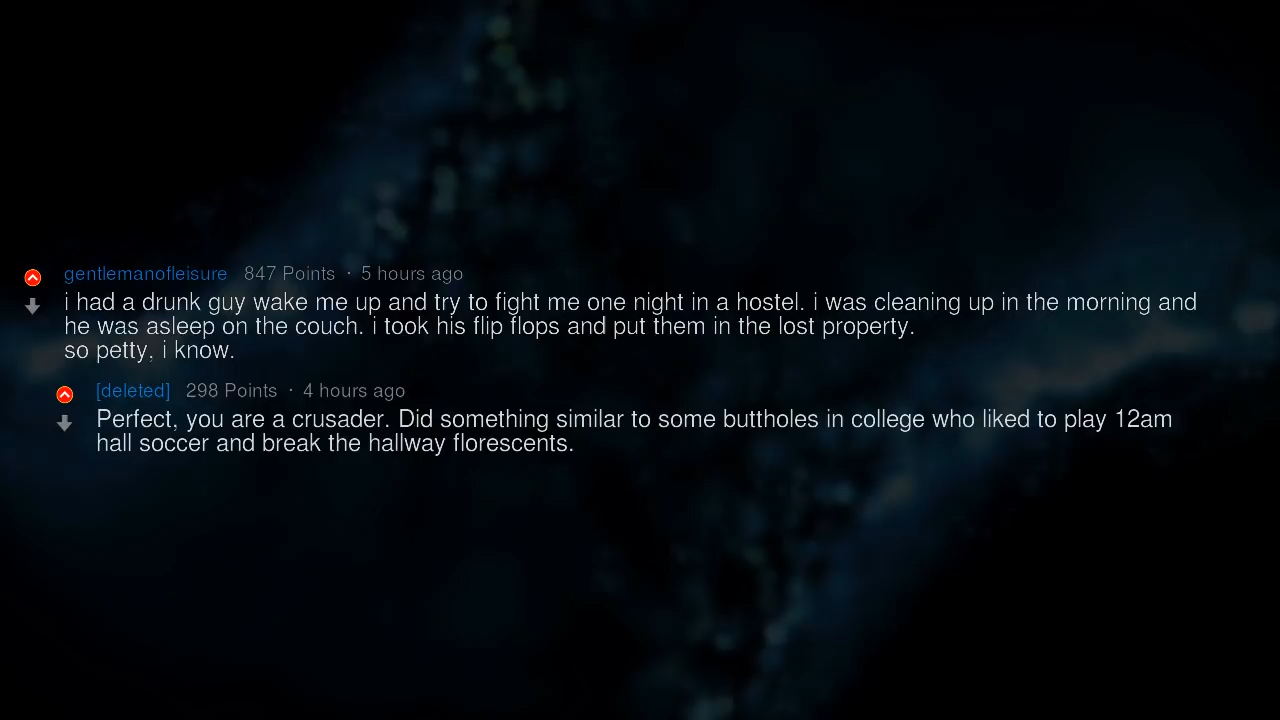 gentlemanofleisure 847 Points · 5 hours ago
i had a drunk guy wake me up and try to fight me one night in a hostel. i was cleaning up in the morning and
he was asleep on the couch. i took his flip flops and put them in the lost property.
so petty, i know.
[deleted] 298 Points · 4 hours ago
Perfect, you are a crusader. Did something similar to some buttholes in college who liked to play 12am
hall soccer and break the hallway florescents.